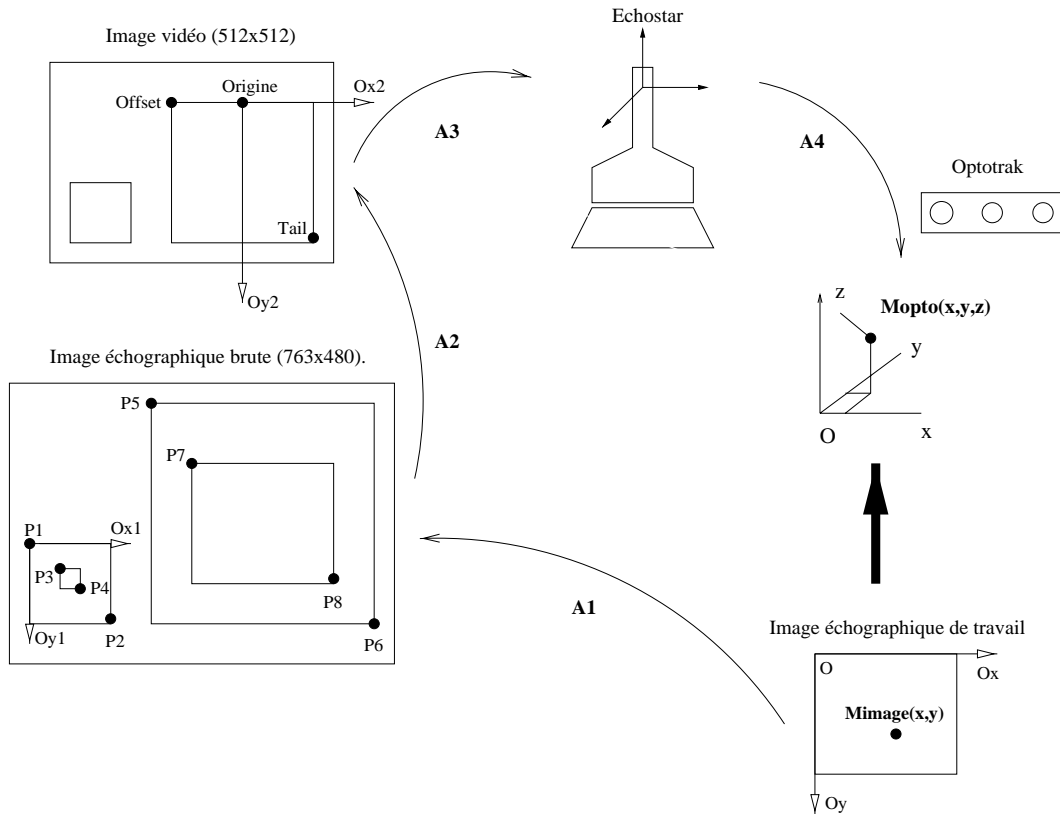 Echostar
Image vidéo (512x512)
Ox2
Origine
Offset
A3
A4
Optotrak
Tail
Oy2
z
Mopto(x,y,z)
A2
y
Image échographique brute (763x480).
P5
O
x
P7
P1
Ox1
P3
P4
P8
A1
Oy1
P2
P6
Image échographique de travail
O
Ox
Mimage(x,y)
Oy